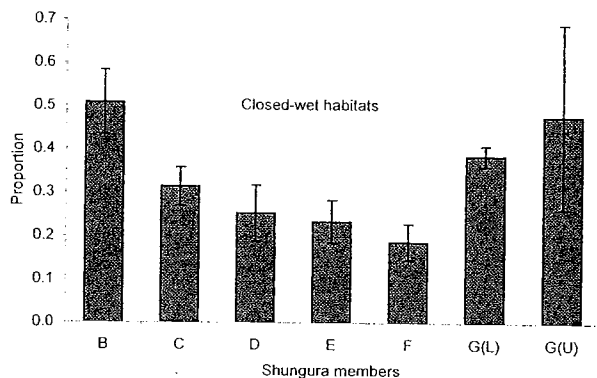 0.7
0.6
0.5
0.4
0.3
0.2
0.1
0.0
Proportion
Closed-wet habitats
B C D E F G(L) G(U)
Shungura members